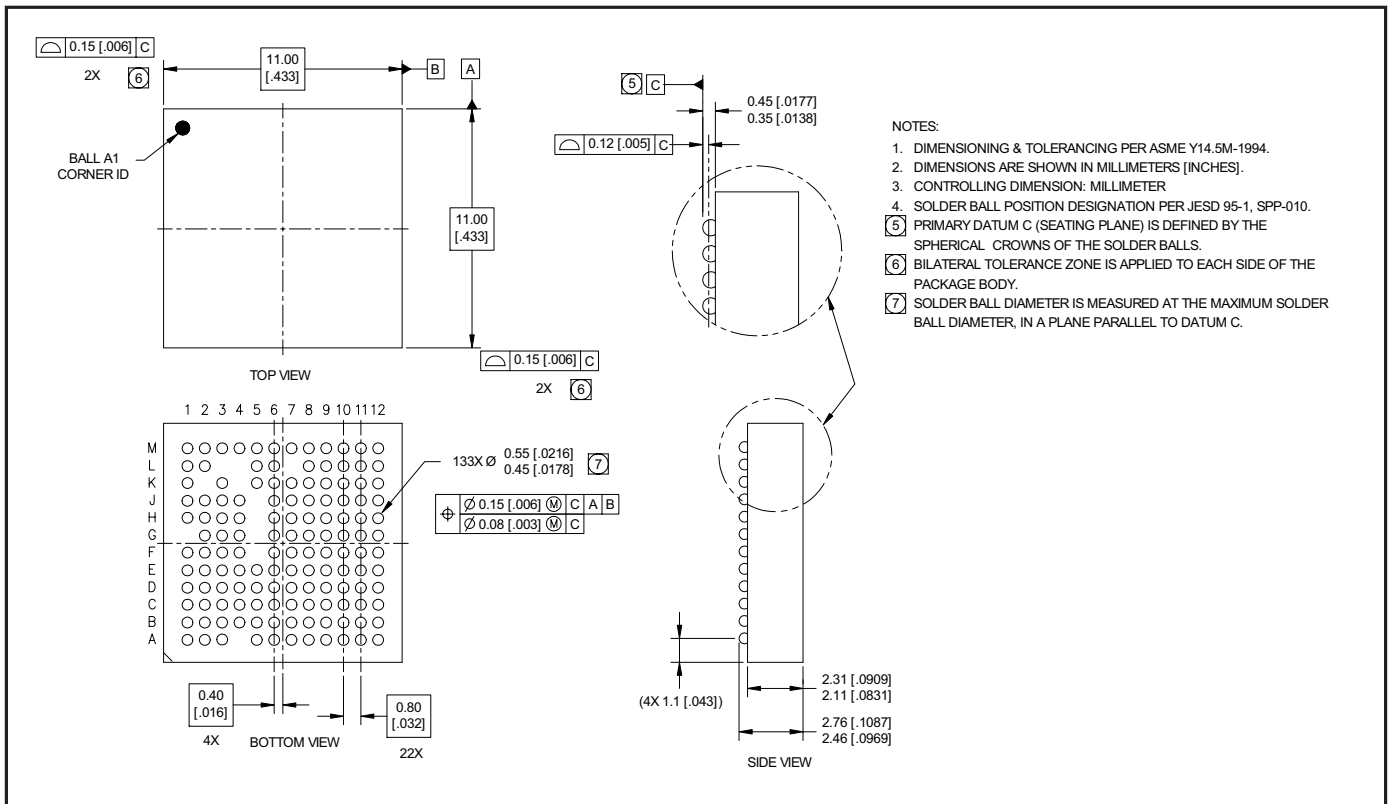 0.15 [.006] C
2X 6
11.00
[.433]
B A
BALL A1
CORNER ID
11.00
[.433]
0.15 [.006] C
2X 6
TOP VIEW
5 C
0.45 [.0177]
0.35 [.0138]
0.12 [.005] C
NOTES:
1. DIMENSIONING & TOLERANCING PER ASME Y14.5M-1994.
2. DIMENSIONS ARE SHOWN IN MILLIMETERS [INCHES].
3. CONTROLLING DIMENSION: MILLIMETER
4. SOLDER BALL POSITION DESIGNATION PER JESD 95-1, SPP-010.
5 PRIMARY DATUM C (SEATING PLANE) IS DEFINED BY THE
SPHERICAL CROWNS OF THE SOLDER BALLS.
6 BILATERAL TOLERANCE ZONE IS APPLIED TO EACH SIDE OF THE
PACKAGE BODY.
7 SOLDER BALL DIAMETER IS MEASURED AT THE MAXIMUM SOLDER
BALL DIAMETER, IN A PLANE PARALLEL TO DATUM C.
1 2 3 4 5 6 7 8 9 10 11 12
M
L
K
J
H
G
F
E
D
C
B
A
133X Ø 0.55 [.0216]
0.45 [.0178] 7
Ø 0.15 [.006] Ⓜ C A B
Ø 0.08 [.003] Ⓜ C
0.40
[.016]
4X
BOTTOM VIEW
0.80
[.032]
22X
(4X 1.1 [.043])
2.31 [.0909]
2.11 [.0831]
2.76 [.1087]
2.46 [.0969]
SIDE VIEW